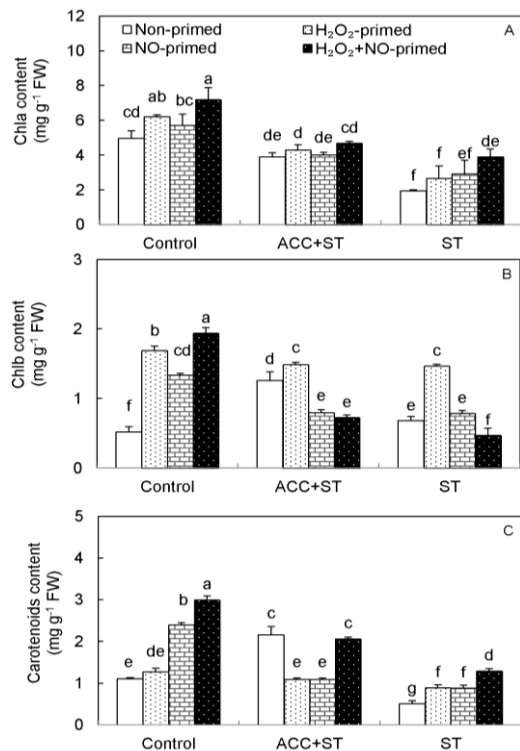 Non-primed
H₂O₂-primed
NO-primed
H₂O₂+NO-primed
A
Chla content
(mg g⁻¹ FW)
12
10
8
6
4
2
0
cd
ab
bc
a
de
d
de
cd
f
f
ef
de
Control
ACC+ST
ST
B
Chlb content
(mg g⁻¹ FW)
3
2
1
0
f
b
cd
a
d
c
e
e
e
c
e
f
Control
ACC+ST
ST
C
Carotenoids content
(mg g⁻¹ FW)
5
4
3
2
1
0
e
de
b
a
c
e
e
c
g
f
f
d
Control
ACC+ST
ST